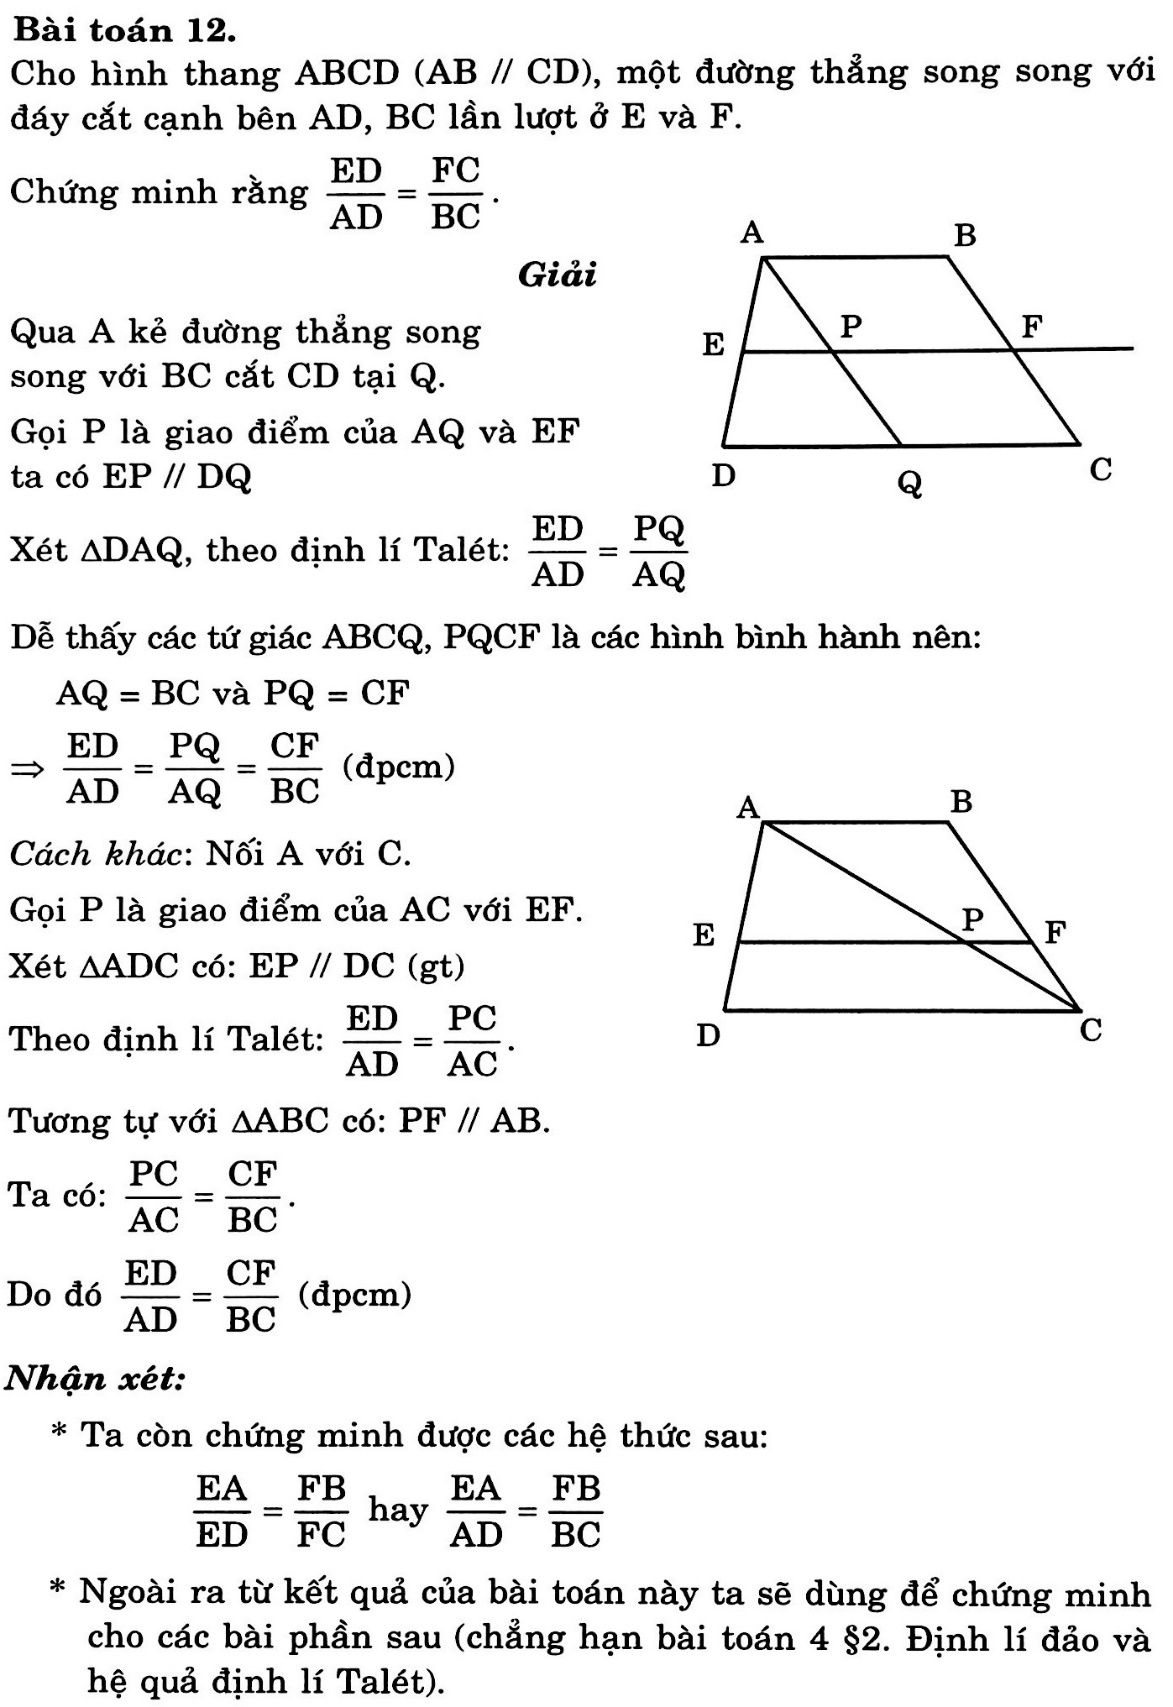 Bài toán 12.
Cho hình thang ABCD (AB // CD), một đường thẳng song song với
đáy cắt cạnh bên AD, BC lần lượt ở E và F.
Chứng minh rằng ED/AD = FC/BC.
Giải
Qua A kẻ đường thẳng song
song với BC cắt CD tại Q.
Gọi P là giao điểm của AQ và EF
ta có EP // DQ
A B
E P F
D Q C
Xét ΔDAQ, theo định lí Talét: ED/AD = PQ/AQ
Dễ thấy các tứ giác ABCQ, PQCF là các hình bình hành nên:
AQ = BC và PQ = CF
⇒ ED/AD = PQ/AQ = CF/BC (đpcm)
Cách khác: Nối A với C.
Gọi P là giao điểm của AC với EF.
Xét ΔADC có: EP // DC (gt)
Theo định lí Talét: ED/AD = PC/AC.
A B
E P F
D C
Tương tự với ΔABC có: PF // AB.
Ta có: PC/AC = CF/BC.
Do đó ED/AD = CF/BC (đpcm)
Nhận xét:
* Ta còn chứng minh được các hệ thức sau:
EA/ED = FB/FC hay EA/AD = FB/BC
* Ngoài ra từ kết quả của bài toán này ta sẽ dùng để chứng minh
cho các bài phần sau (chẳng hạn bài toán 4 §2. Định lí đảo và
hệ quả định lí Talét).